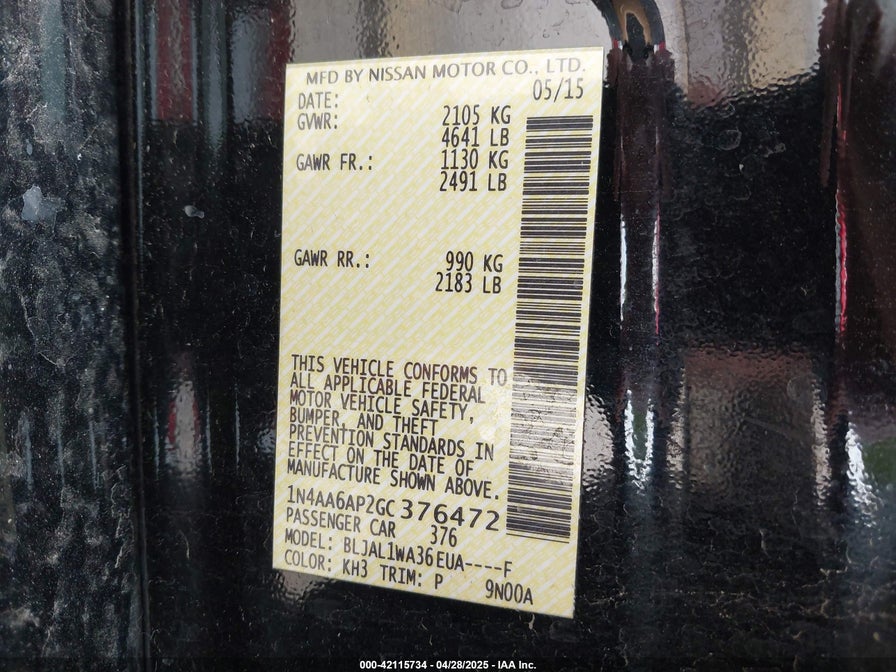 MFD BY NISSAN MOTOR CO., LTD.
DATE: 05/15
GVWR: 2105 KG
4641 LB
GAWR FR.: 1130 KG
2491 LB
GAWR RR.: 990 KG
2183 LB
THIS VEHICLE CONFORMS TO
ALL APPLICABLE FEDERAL
MOTOR VEHICLE SAFETY,
BUMPER, AND THEFT
PREVENTION STANDARDS IN
EFFECT ON THE DATE OF
MANUFACTURE SHOWN ABOVE.
1N4AA6AP2GC376472
PASSENGER CAR 376
MODEL: BLJAL1WA36EUA----F
COLOR: KH3 TRIM: P 9N00A
000-42115734 - 04/28/2025 - IAA Inc.